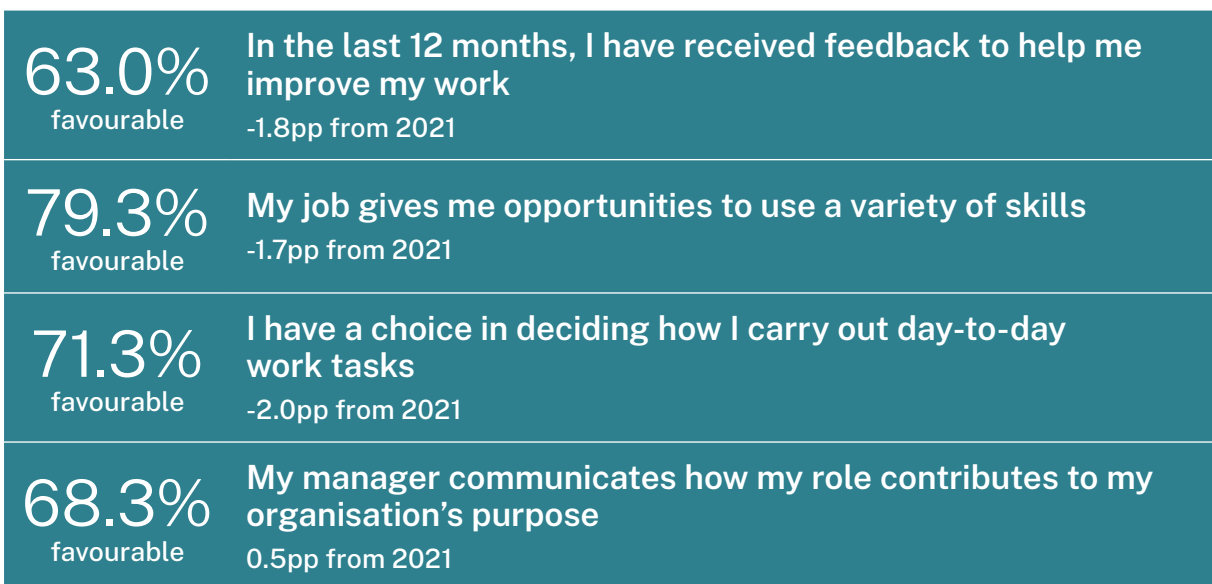 63.0%
favourable
In the last 12 months, I have received feedback to help me
improve my work
-1.8pp from 2021
79.3%
favourable
My job gives me opportunities to use a variety of skills
-1.7pp from 2021
71.3%
favourable
I have a choice in deciding how I carry out day-to-day
work tasks
-2.0pp from 2021
68.3%
favourable
My manager communicates how my role contributes to my
organisation’s purpose
0.5pp from 2021